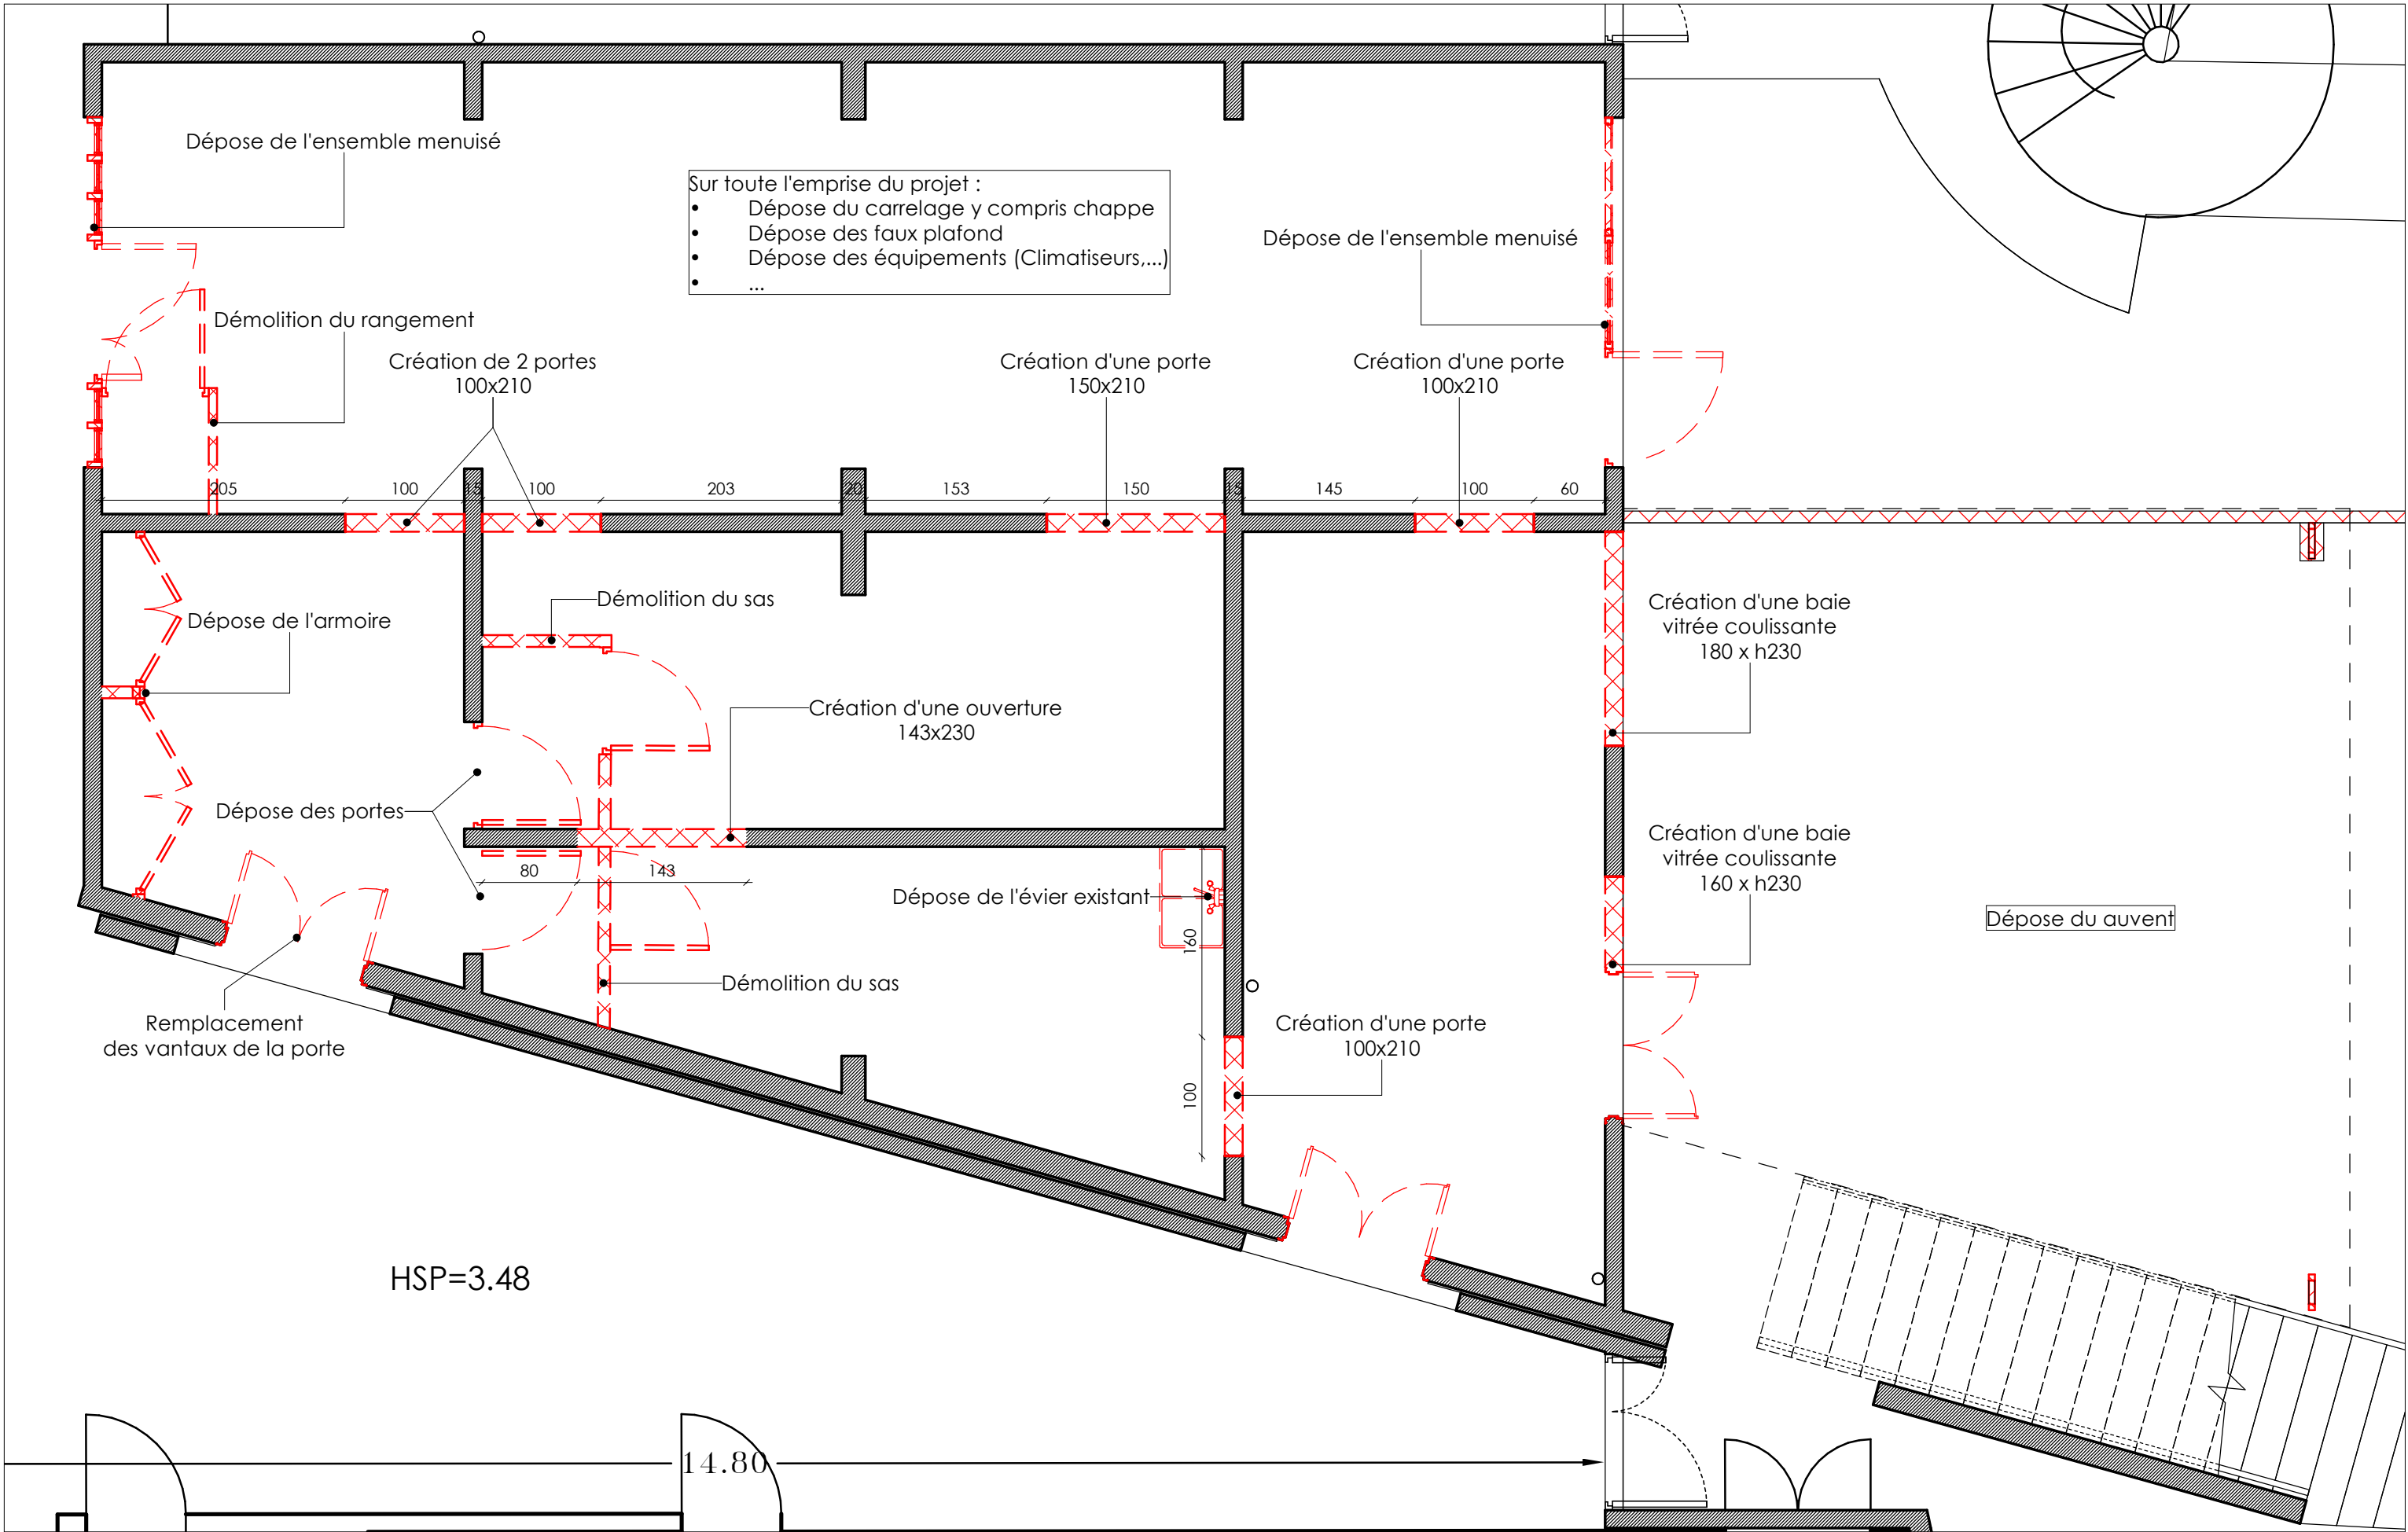 Dépose de l'ensemble menuisé
Sur toute l'emprise du projet :
• Dépose du carrelage y compris chappe
• Dépose des faux plafond
• Dépose des équipements (Climatiseurs,...)
• ...
Dépose de l'ensemble menuisé
Démolition du rangement
Création de 2 portes
100x210
Création d'une porte
150x210
Création d'une porte
100x210
205
100
15
100
203
20
153
150
15
145
100
60
Démolition du sas
Création d'une baie
vitrée coulissante
180 x h230
Dépose de l'armoire
Création d'une ouverture
143x230
Dépose des portes
80
143
Création d'une baie
vitrée coulissante
160 x h230
Dépose de l'évier existant
Dépose du auvent
160
Démolition du sas
Remplacement
des vantaux de la porte
Création d'une porte
100x210
100
HSP=3.48
14.80